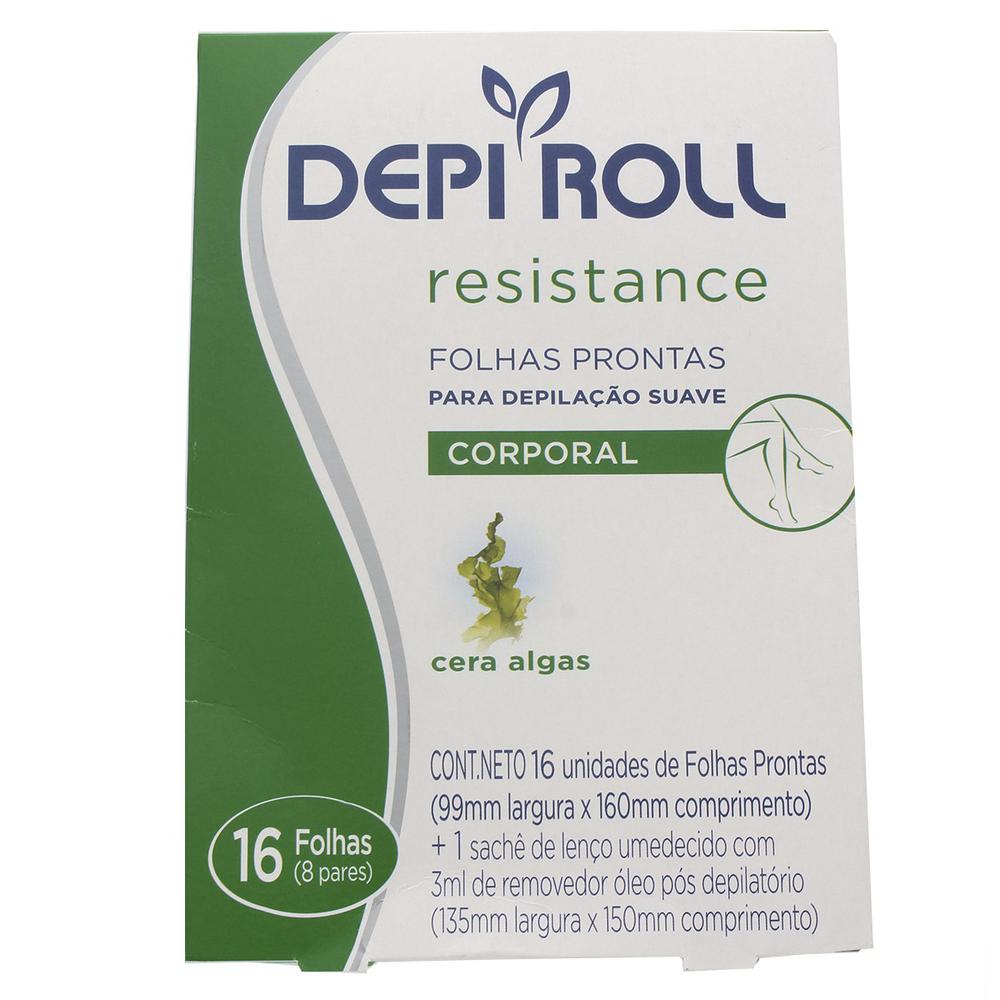 DEPI ROLL
resistance
FOLHAS PRONTAS
PARA DEPILAÇÃO SUAVE
CORPORAL
cera algas
CONT.NETO 16 unidades de Folhas Prontas
(99mm largura x 160mm comprimento)
+ 1 sachê de lenço umedecido com
3ml de removedor óleo pós depilatório
(135mm largura x 150mm comprimento)
16 Folhas
(8 pares)